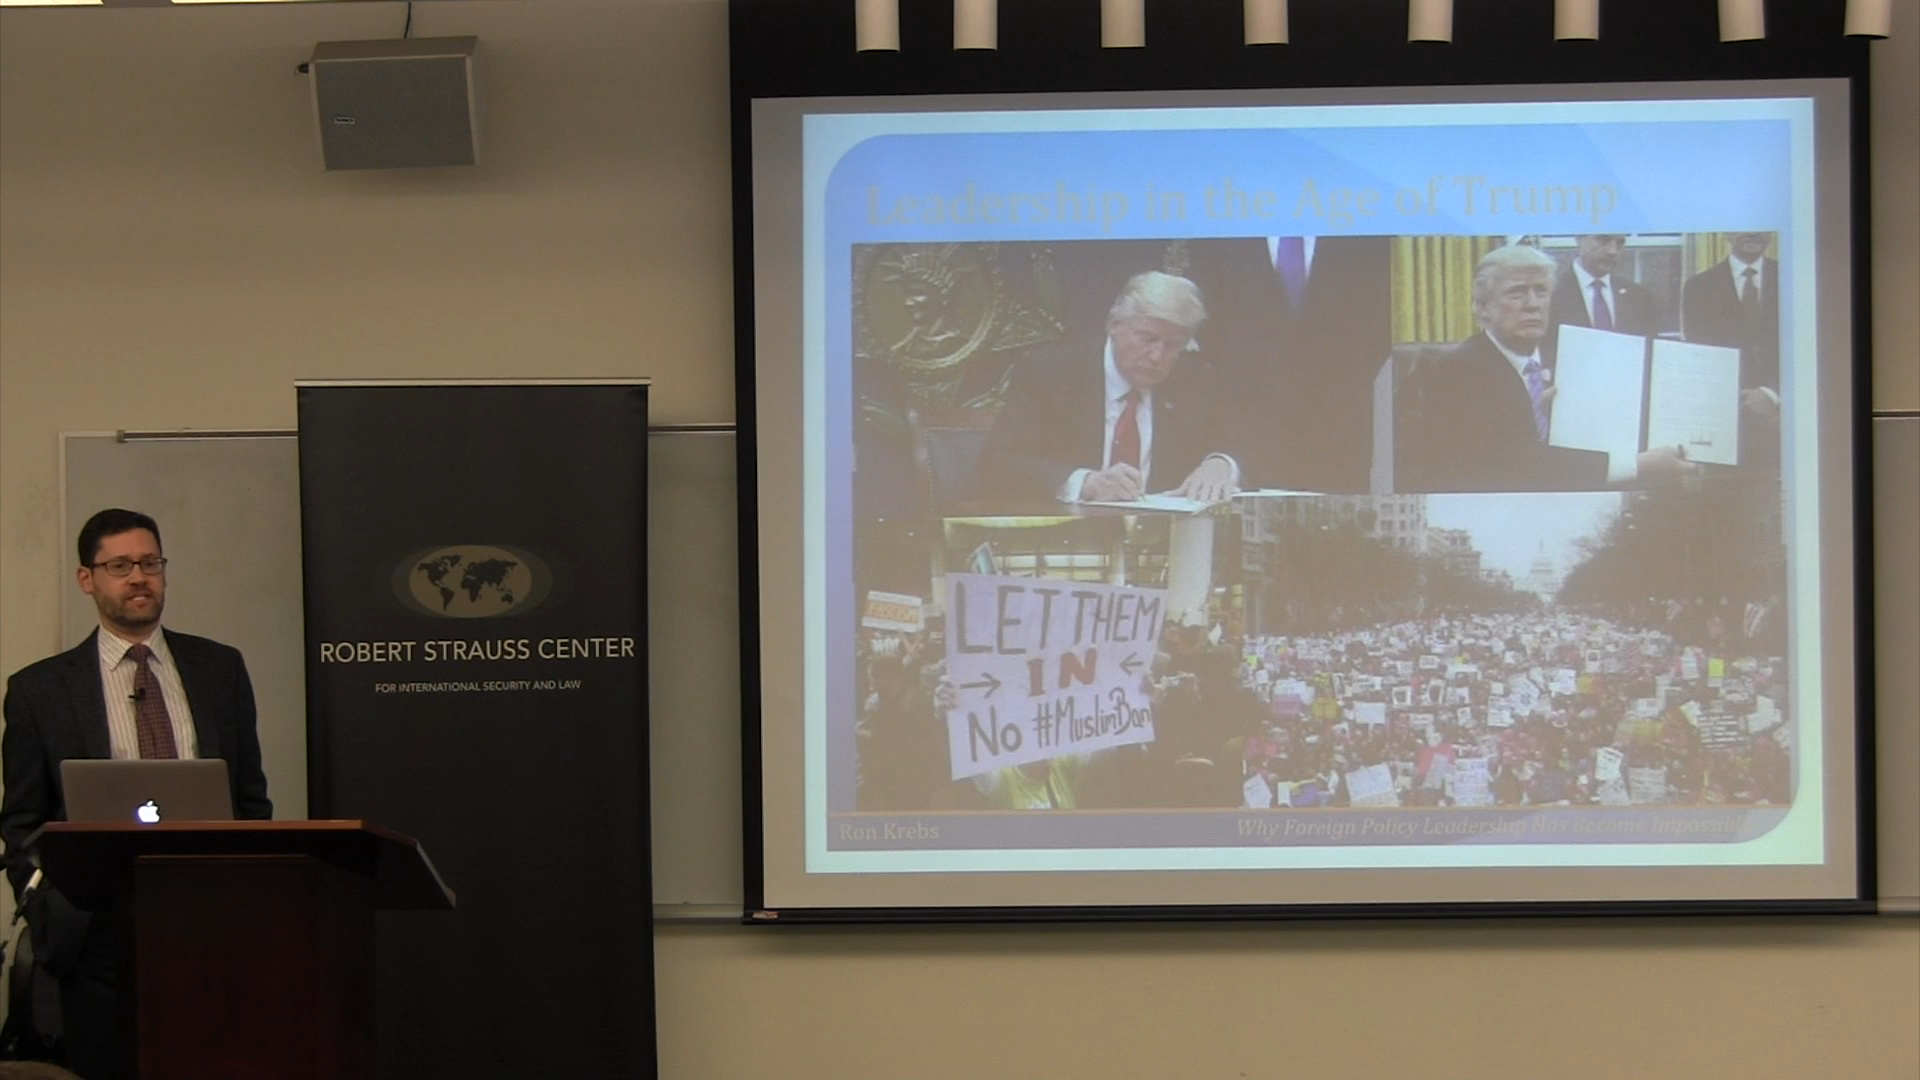 ROBERT STRAUSS CENTER
FOR INTERNATIONAL SECURITY AND LAW
Leadership in the Age of Trump
LET THEM
→ IN ←
No #MuslimBan
Ron Krebs
Why Foreign Policy Leadership Has Become Impossib